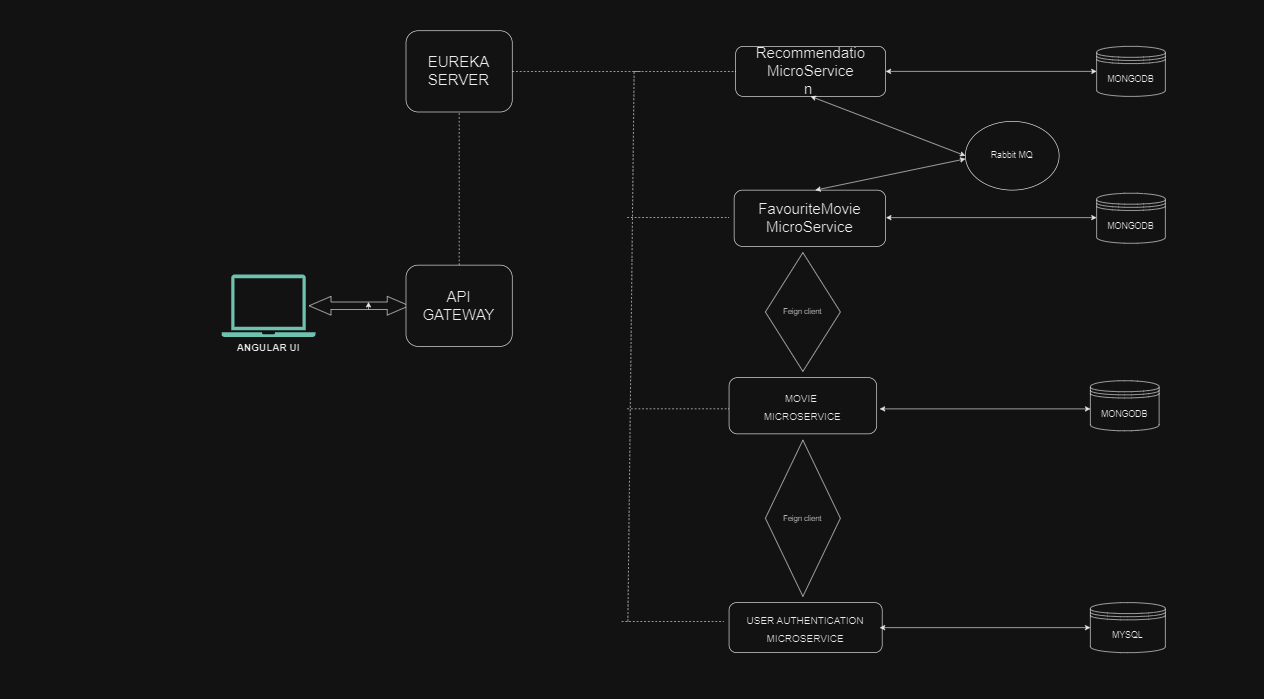 EUREKA
SERVER
Recommendatio
MicroService
n
MONGODB
Rabbit MQ
FavouriteMovie
MicroService
MONGODB
API
GATEWAY
ANGULAR UI
Feign client
MOVIE
MICROSERVICE
MONGODB
Feign client
USER AUTHENTICATION
MICROSERVICE
MYSQL